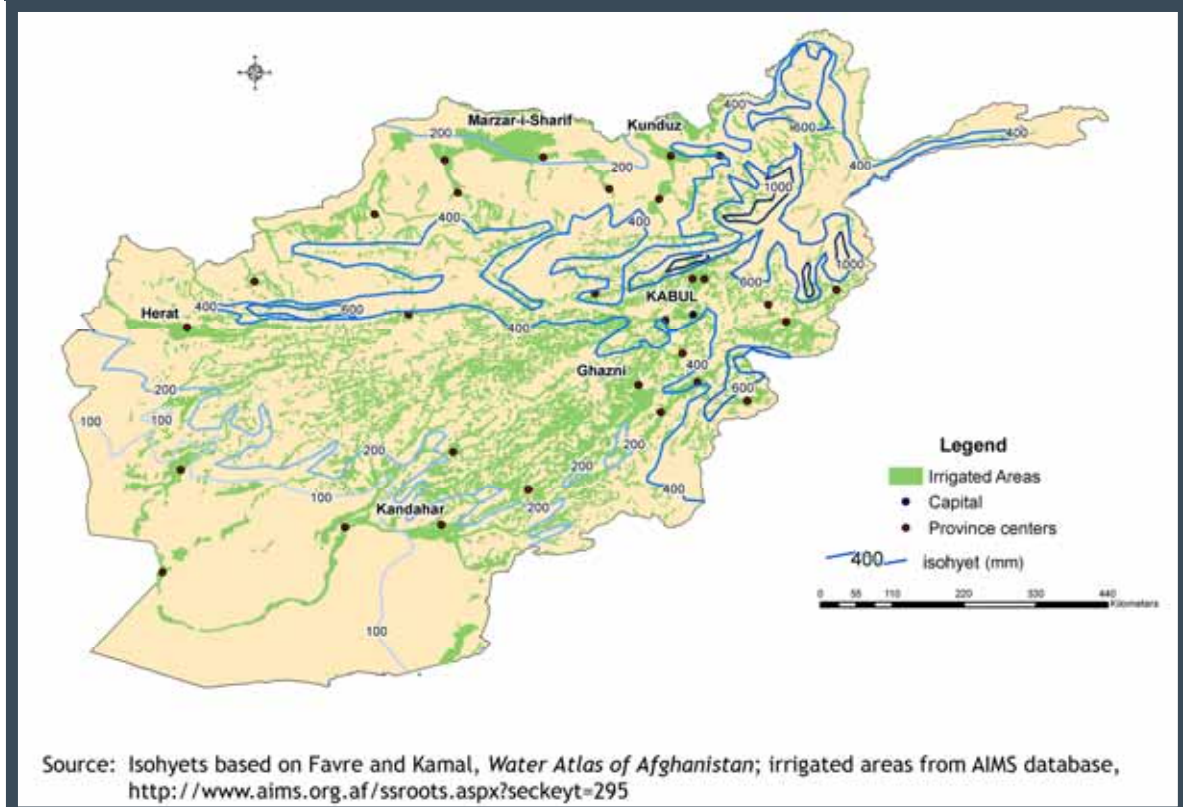 400
600
400
400
Marzar-i-Sharif
Kunduz
200
200
1000
400
400
1000
600
KABUL
400
600
Herat
400
Ghazni
400
600
200
100
100
200
200
200
400
100
Kandahar
200
100
Legend
Irrigated Areas
Capital
Province centers
400 isohyet (mm)
0 55 110 220 330 440
Kilometers
Source: Isohyets based on Favre and Kamal, Water Atlas of Afghanistan; irrigated areas from AIMS database,
http://www.aims.org.af/ssroots.aspx?seckeyt=295